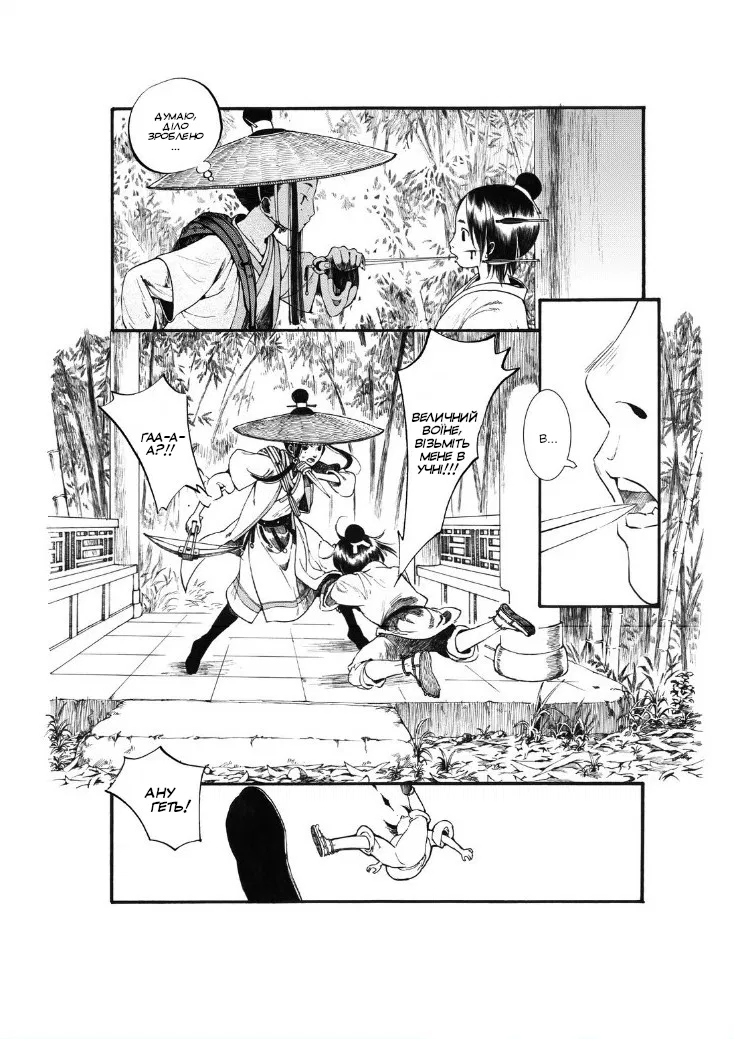 ДУМАЮ,
ДІЛО
ЗРОБЛЕНО
...
В...
ВЕЛИЧНИЙ
ВОЇНЕ,
ВІЗЬМІТЬ
МЕНЕ В
УЧНІ!!!
ГАА-А-
А?!!
АНУ
ГЕТЬ!